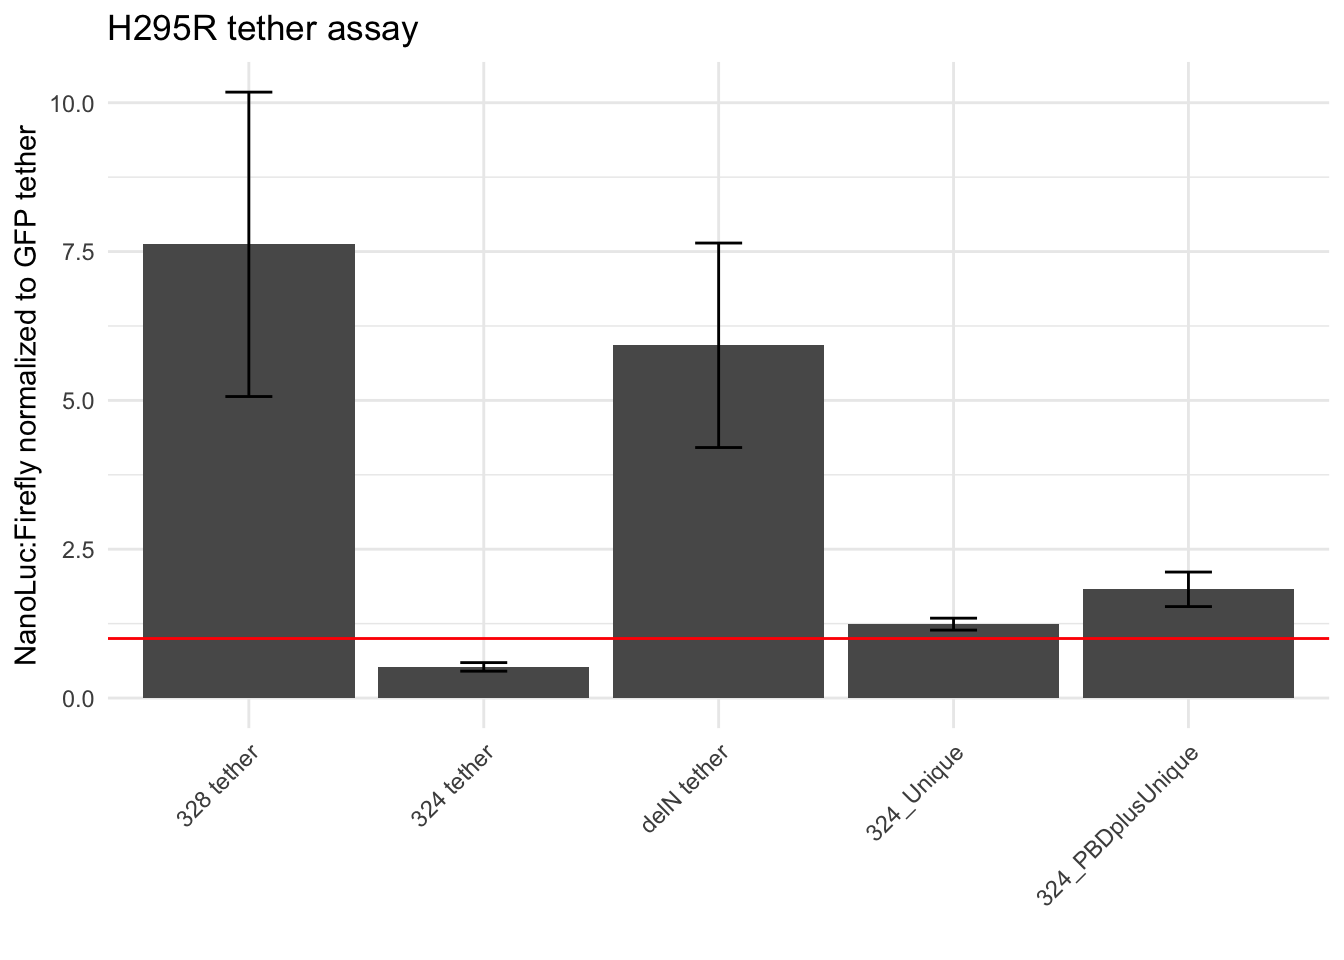 H295R tether assay
NanoLuc:Firefly normalized to GFP tether
10.0
7.5
5.0
2.5
0.0
328 tether
324 tether
delN tether
324_Unique
324_PBDplusUnique